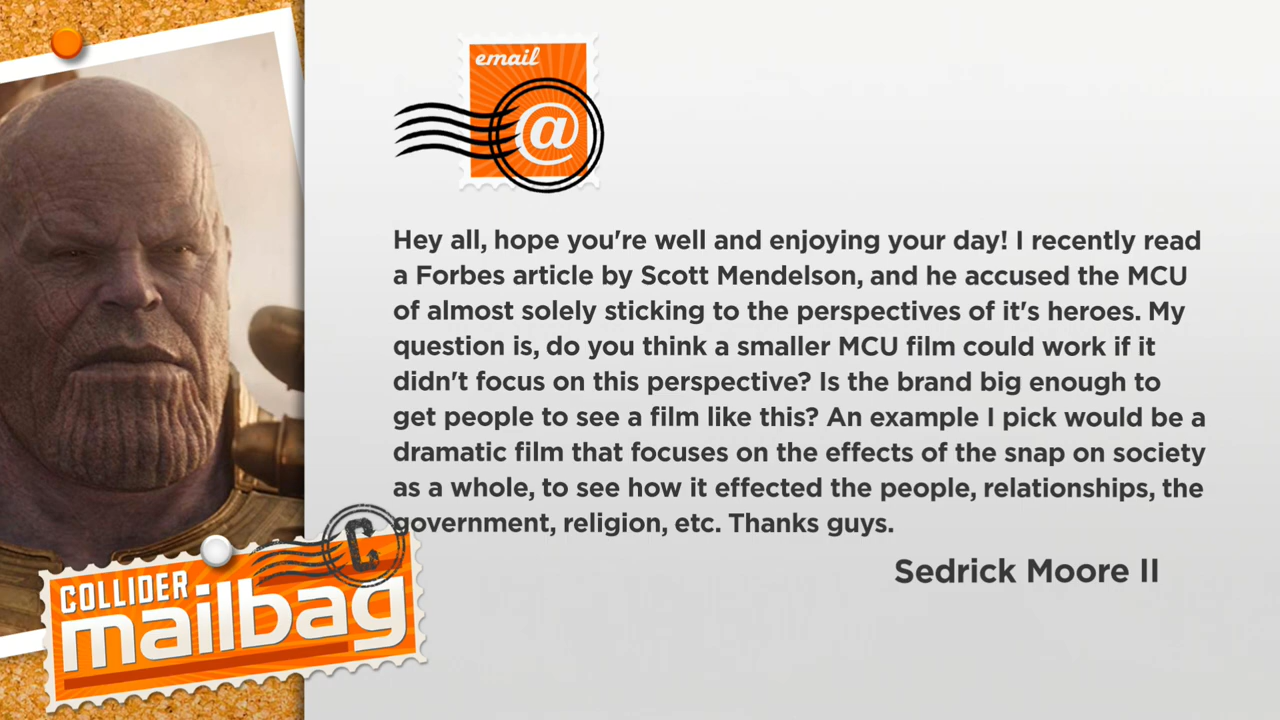 email
@
Hey all, hope you're well and enjoying your day! I recently read
a Forbes article by Scott Mendelson, and he accused the MCU
of almost solely sticking to the perspectives of it's heroes. My
question is, do you think a smaller MCU film could work if it
didn't focus on this perspective? Is the brand big enough to
get people to see a film like this? An example I pick would be a
dramatic film that focuses on the effects of the snap on society
as a whole, to see how it effected the people, relationships, the
government, religion, etc. Thanks guys.
Sedrick Moore II
C
COLLIDER
mailbag